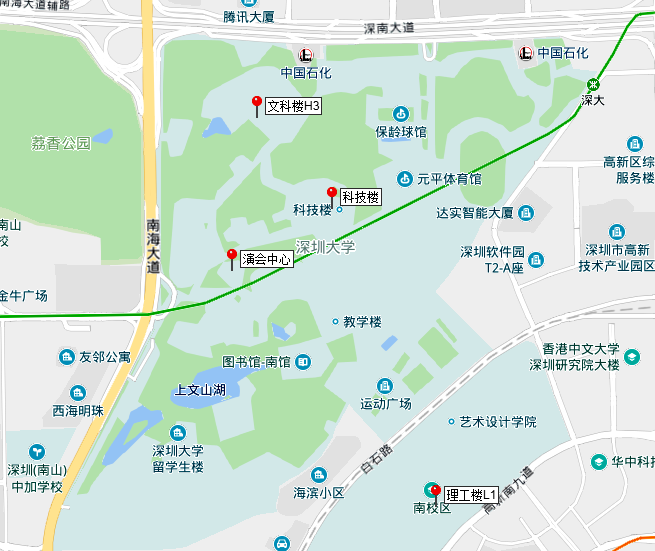 南海大道辅路
腾讯大厦
深南大道
中国石化
中国石化
文科楼H3
深大
保龄球馆
荔香公园
高新区综
服务楼
元平体育馆
科技楼
科技楼
达实智能大厦
南山
校
南海大道
演会中心
深圳大学
深圳软件园
T2-A座
深圳市高新
技术产业园区
金牛广场
教学楼
友邻公寓
图书馆-南馆
香港中文大学
深圳研究院大楼
上文山湖
西海明珠
运动广场
艺术设计学院
深圳大学
留学生楼
白石路
深圳(南山)
中加学校
海滨小区
华中科技
理工楼L1
南校区
高新南九道